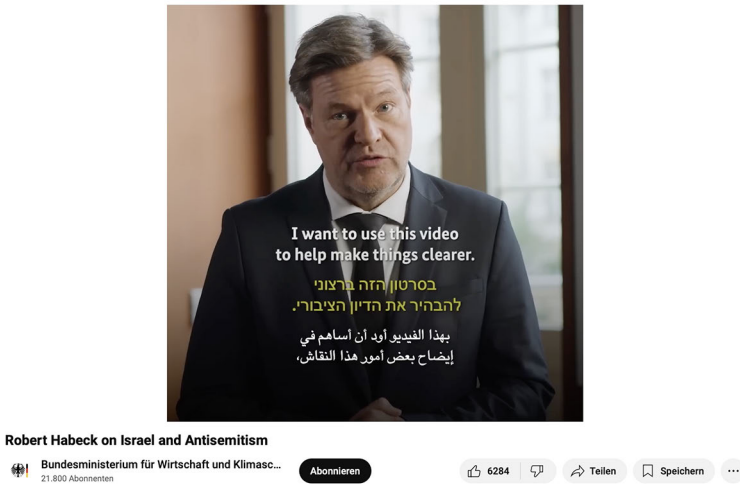 I want to use this video
to help make things clearer.
בסרטון הזה ברצוני
להבהיר את הדיון הציבורי.
بهذا الفيديو أود أن أساهم في
إيضاح بعض أمور هذا النقاش،
Robert Habeck on Israel and Antisemitism
Bundesministerium für Wirtschaft und Klimasc...
21.800 Abonnenten
Abonnieren
6284
Teilen
Speichern